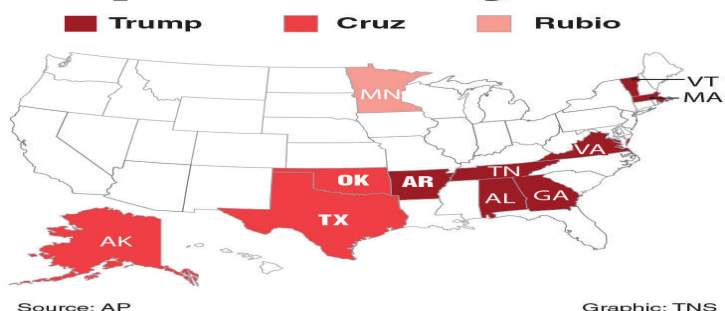 Trump Cruz Rubio
MN
VT
MA
VA
TN
OK AR
AL GA
TX
AK
Source: AP Graphic: TNS